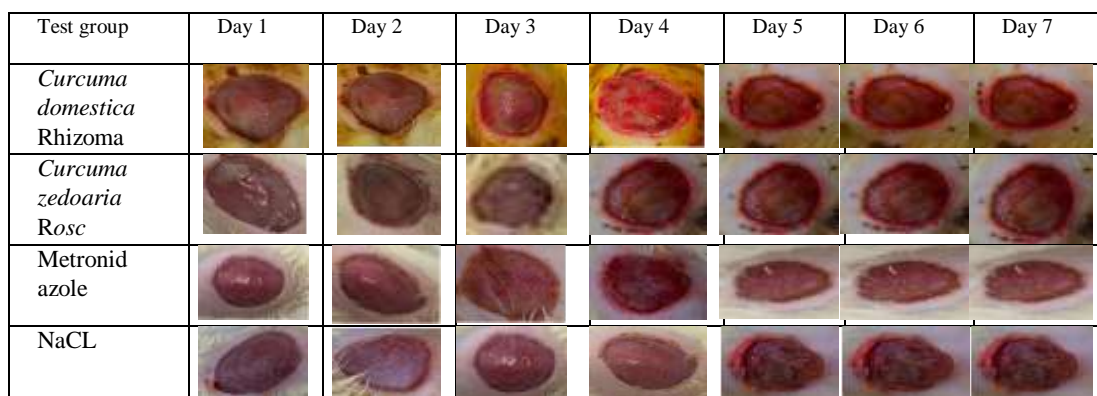 Test group Day 1 Day 2 Day 3 Day 4 Day 5 Day 6 Day 7
Curcuma
domestica
Rhizoma
Curcuma
zedoaria
Rosc
Metronid
azole
NaCL